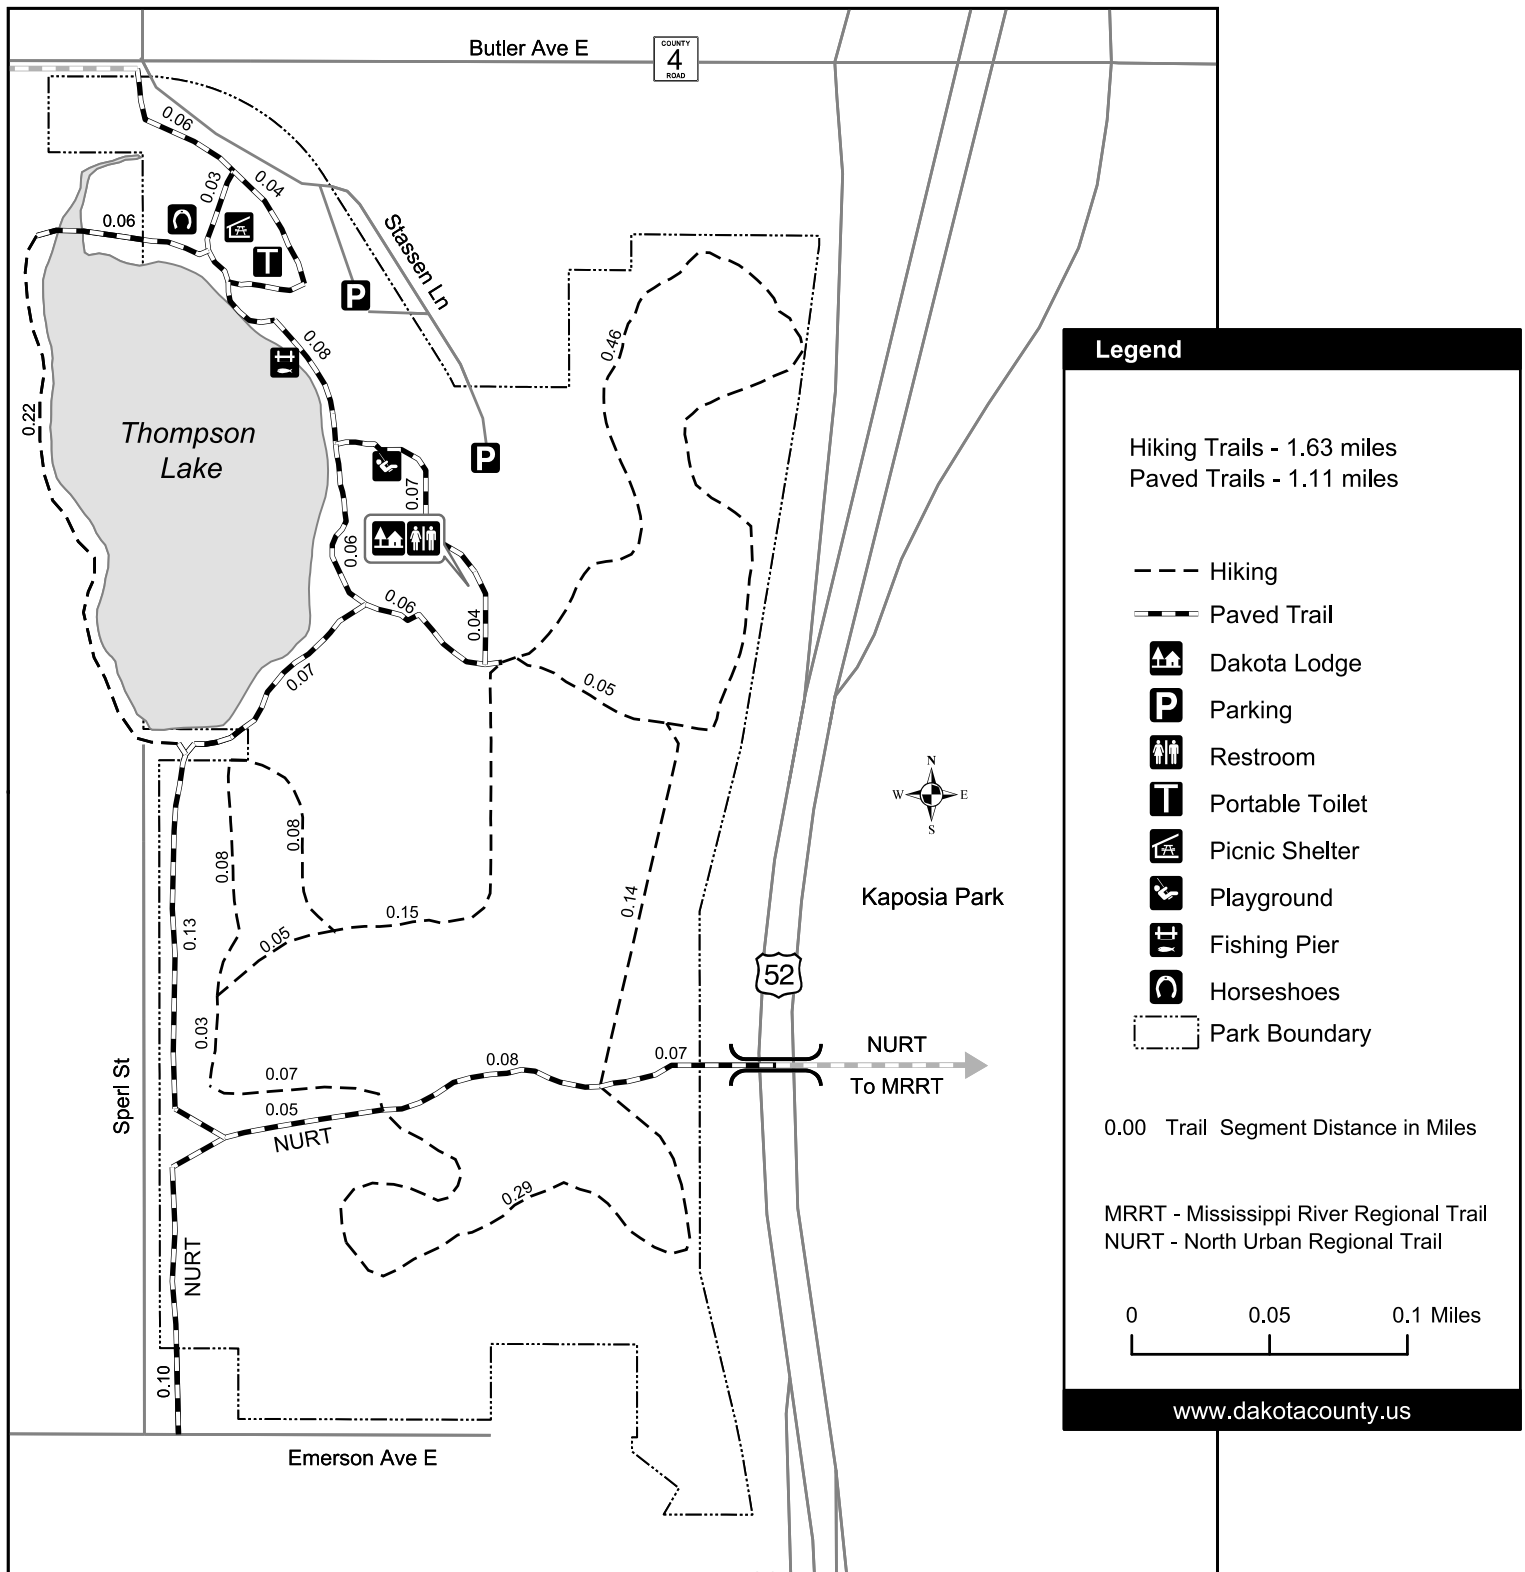 Butler Ave E
COUNTY
4
ROAD
0.06
0.03
0.04
0.06
Stassen Ln
T
P
0.08
0.46
0.22
Thompson
Lake
P
0.07
0.06
0.06
0.04
0.07
0.05
0.08
0.08
0.15
0.14
0.13
0.05
0.03
N
W
E
S
Kaposia Park
52
0.07
0.08
0.07
NURT
To MRRT
0.05
NURT
Sperl St
0.29
NURT
0.10
Emerson Ave E
Legend
Hiking Trails - 1.63 miles
Paved Trails - 1.11 miles
Hiking
Paved Trail
Dakota Lodge
P Parking
Restroom
T Portable Toilet
Picnic Shelter
Playground
Fishing Pier
Horseshoes
Park Boundary
0.00 Trail Segment Distance in Miles
MRRT - Mississippi River Regional Trail
NURT - North Urban Regional Trail
0 0.05 0.1 Miles
www.dakotacounty.us